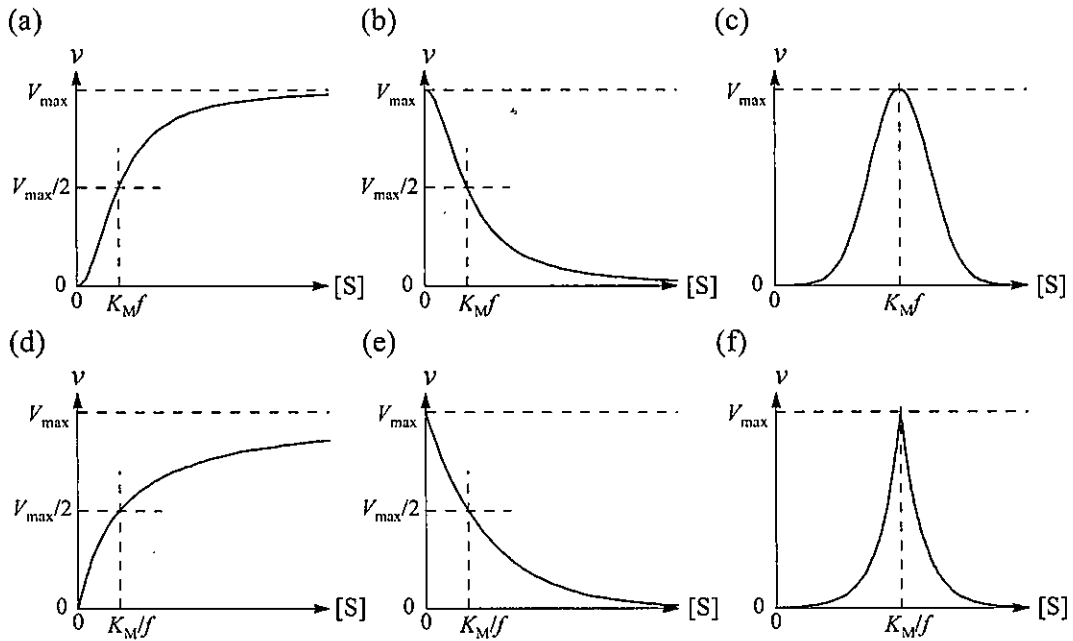 (a) (b) (c)
v v v
V_max V_max V_max
V_max/2 V_max/2
0 0 0
0 K_M f [S] 0 K_M f [S] 0 K_M f [S]
(d) (e) (f)
v v v
V_max V_max V_max
V_max/2 V_max/2
0 0 0
0 K_M/f [S] 0 K_M/f [S] 0 K_M/f [S]